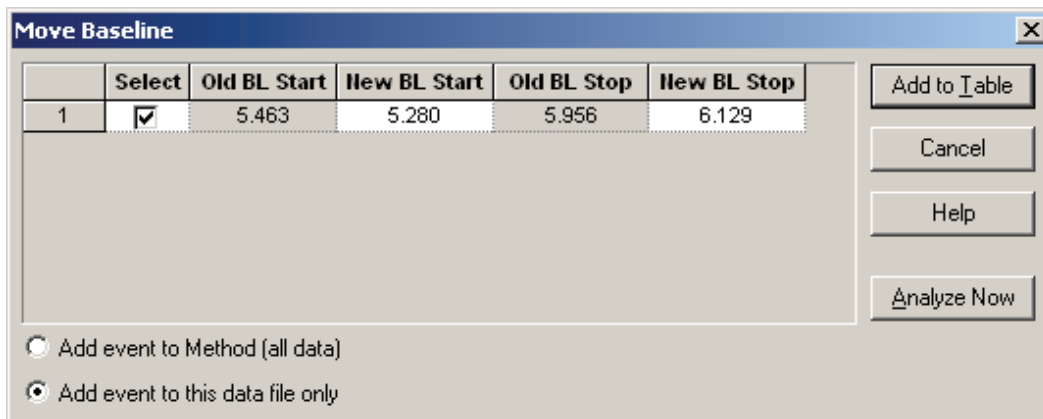 Move Baseline
Select Old BL Start New BL Start Old BL Stop New BL Stop
1 5.463 5.280 5.956 6.129
Add to Table
Cancel
Help
Analyze Now
Add event to Method (all data)
Add event to this data file only